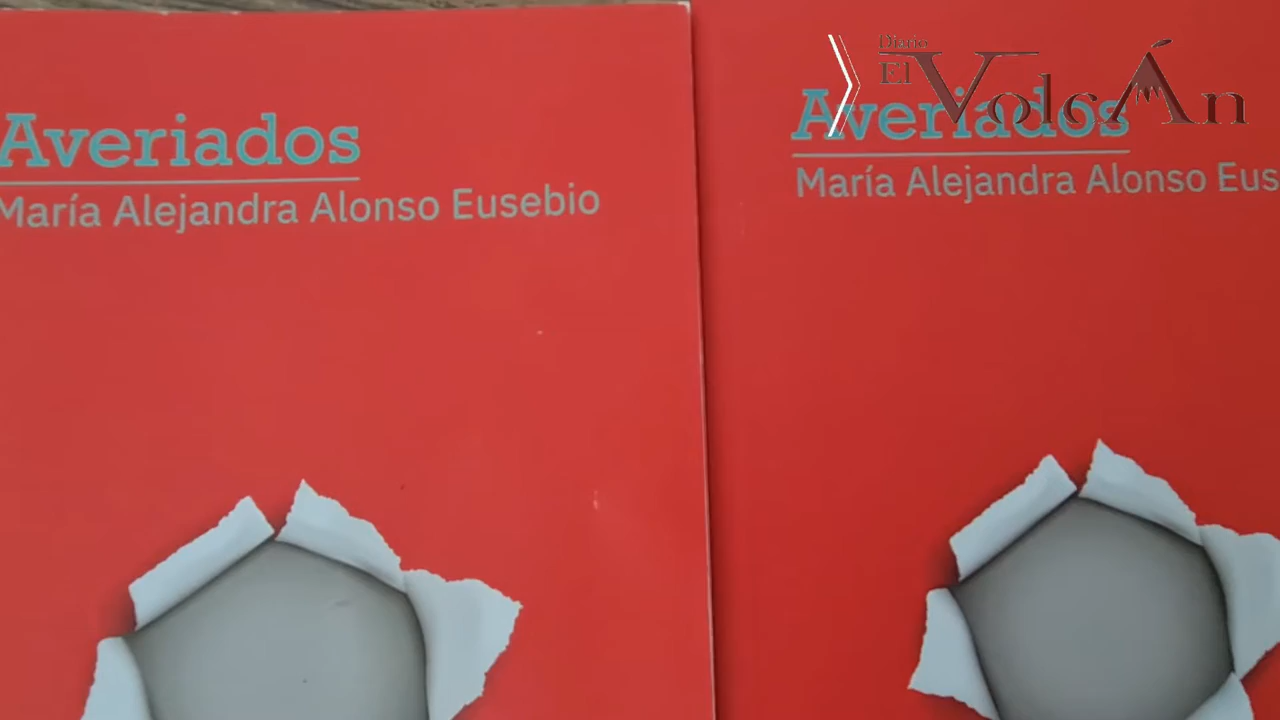 Averiados
María Alejandra Alonso Eusebio
Diario
El Volcán
Averiados
María Alejandra Alonso Eus